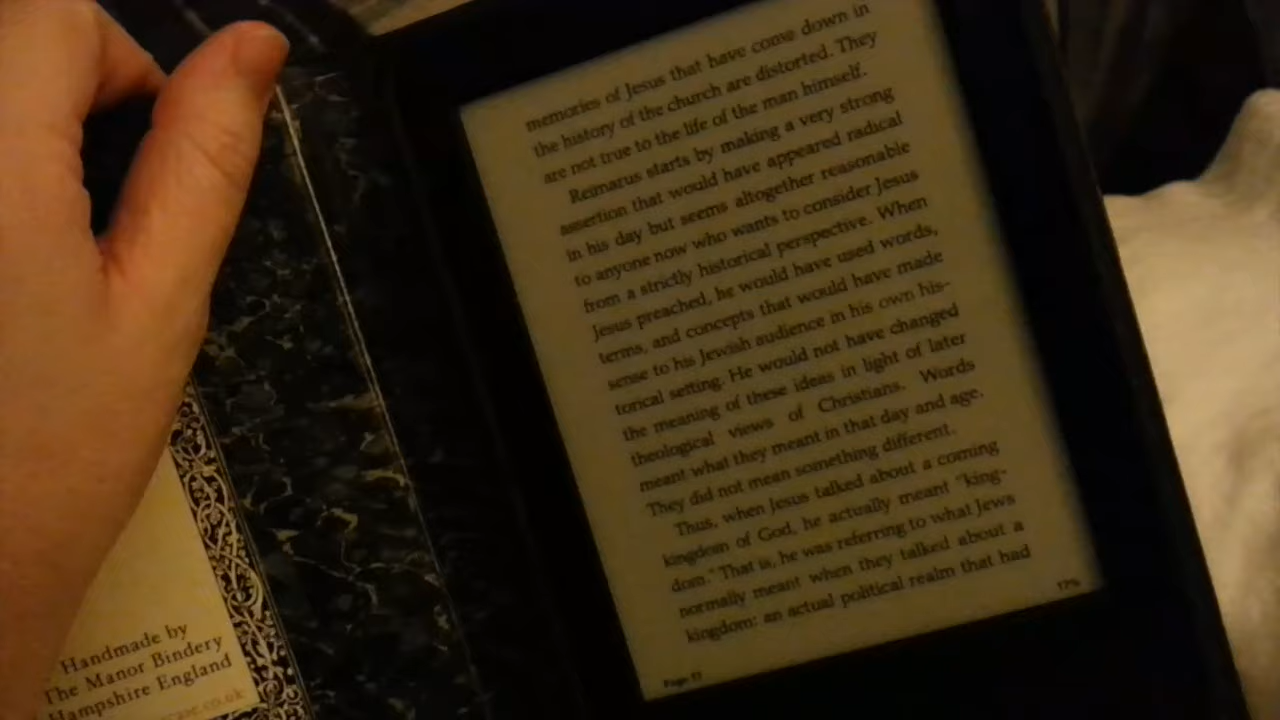 memories of Jesus that have come down in
the history of the church are distorted. They
are not true to the life of the man himself.
Reimarus starts by making a very strong
assertion that would have appeared radical
in his day but seems altogether reasonable
to anyone now who wants to consider Jesus
from a strictly historical perspective. When
Jesus preached, he would have used words,
terms, and concepts that would have made
sense to his Jewish audience in his own his-
torical setting. He would not have changed
the meaning of these ideas in light of later
theological views of Christians. Words
meant what they meant in that day and age.
They did not mean something different.
Thus, when Jesus talked about a coming
kingdom of God, he actually meant "king-
dom." That is, he was referring to what Jews
normally meant when they talked about a
kingdom: an actual political realm that had
Page
17%
Handmade by
The Manor Bindery
Hampshire England